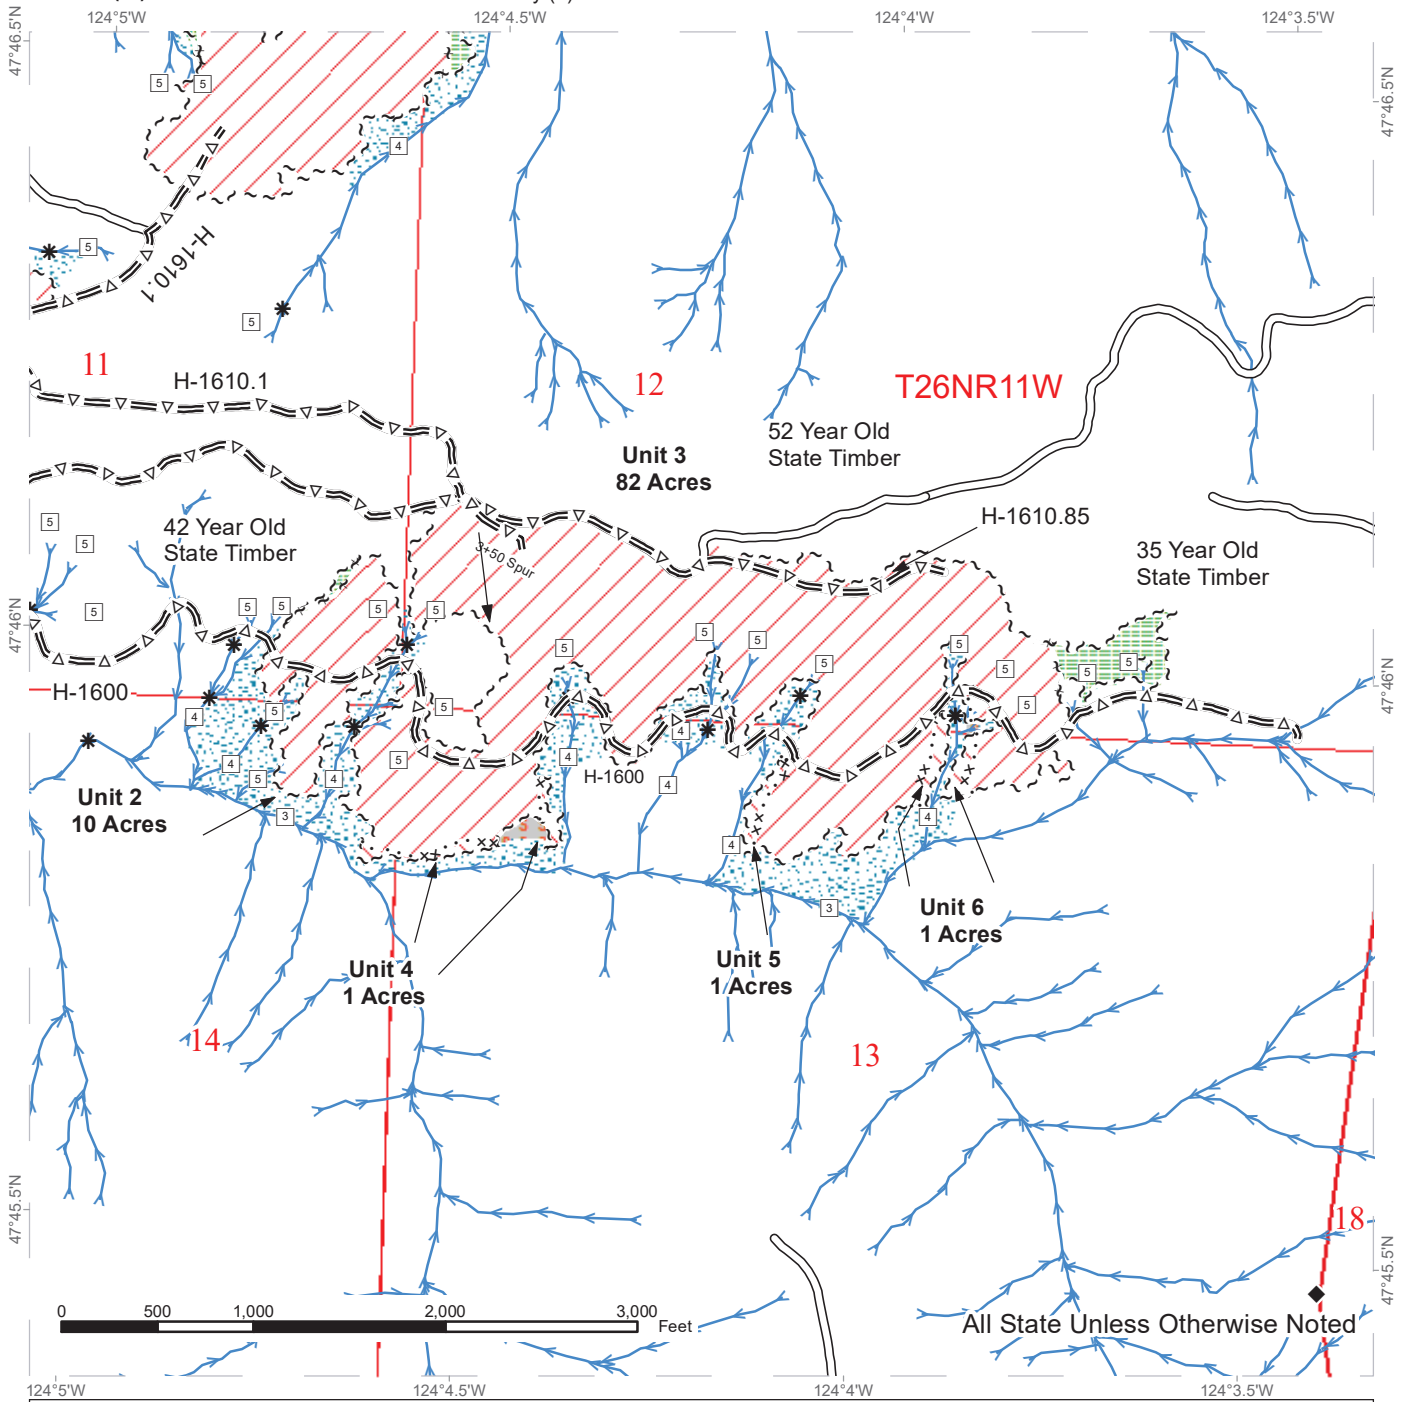 124°5'W
124°4.5'W
124°4'W
124°3.5'W
47°46.5'N
47°46.5'N
5
5
4
H-1610.1
5
5
11
H-1610.1
12
T26NR11W
52 Year Old
State Timber
Unit 3
82 Acres
H-1610.85
5
5
42 Year Old
State Timber
3+50 Spur
35 Year Old
State Timber
5
5
5
5
5
5
5
5
5
5
5
5
5
47°46'N
47°46'N
H-1600
4
5
5
5
4
4
5
4
5
4
H-1600
4
Unit 2
10 Acres
3
4
4
3
Unit 6
1 Acres
Unit 4
1 Acres
Unit 5
1 Acres
14
13
47°45.5'N
47°45.5'N
18
0 500 1,000 2,000 3,000
Feet
All State Unless Otherwise Noted
124°5'W
124°4.5'W
124°4'W
124°3.5'W